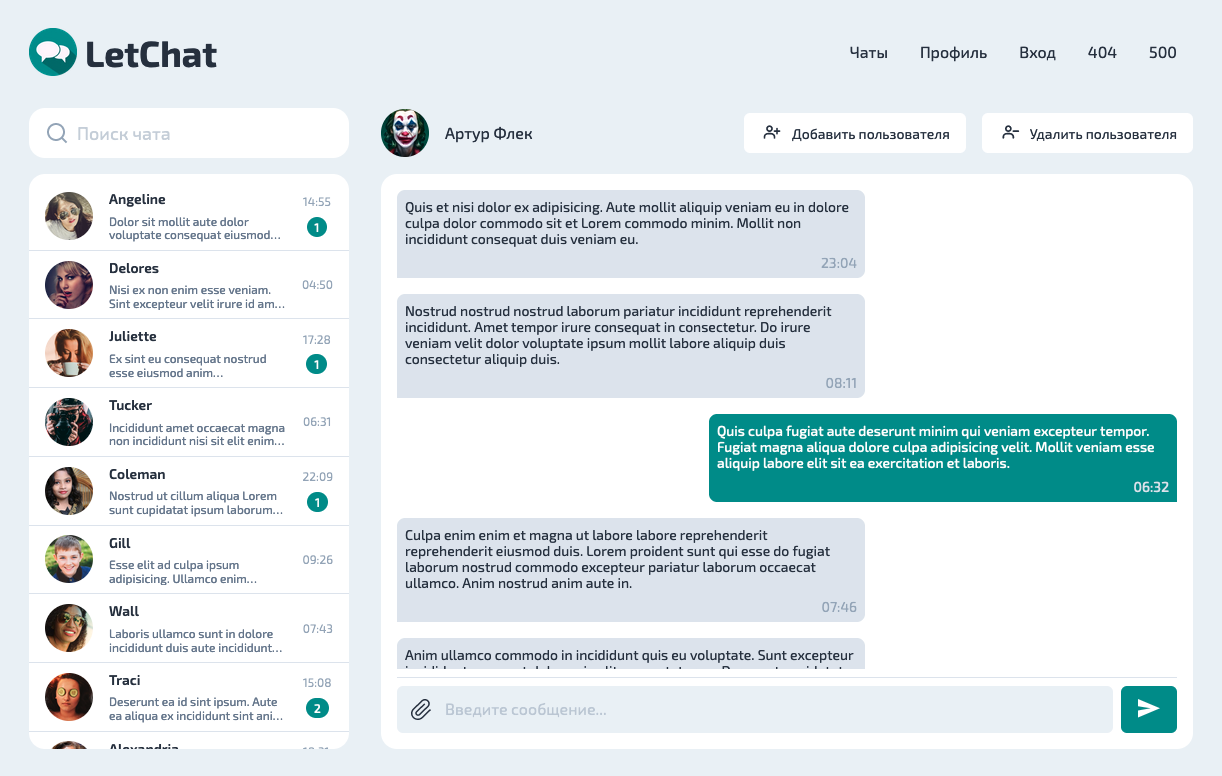 LetChat
Чаты
Профиль
Вход
404
500
Поиск чата
Angeline
14:55
Dolor sit mollit aute dolor
voluptate consequat eiusmod…
1
Delores
Nisi ex non enim esse veniam.
Sint excepteur velit irure id am…
04:50
Juliette
17:28
Ex sint eu consequat nostrud
esse eiusmod anim…
1
Tucker
Incididunt amet occaecat magna
non incididunt nisi sit elit enim…
06:31
Coleman
22:09
Nostrud ut cillum aliqua Lorem
sunt cupidatat ipsum laborum…
1
Gill
Esse elit ad culpa ipsum
adipisicing. Ullamco enim…
09:26
Wall
Laboris ullamco sunt in dolore
incididunt duis aute incididunt…
07:43
Traci
15:08
Deserunt ea id sint ipsum. Aute
ea aliqua ex incididunt sint ani…
2
Alexandria
Артур Флек
Добавить пользователя
Удалить пользователя
Quis et nisi dolor ex adipisicing. Aute mollit aliquip veniam eu in dolore
culpa dolor commodo sit et Lorem commodo minim. Mollit non
incididunt consequat duis veniam eu.
23:04
Nostrud nostrud nostrud laborum pariatur incididunt reprehenderit
incididunt. Amet tempor irure consequat in consectetur. Do irure
veniam velit dolor voluptate ipsum mollit labore aliquip duis
consectetur aliquip duis.
08:11
Quis culpa fugiat aute deserunt minim qui veniam excepteur tempor.
Fugiat magna aliqua dolore culpa adipisicing velit. Mollit veniam esse
aliquip labore elit sit ea exercitation et laboris.
06:32
Culpa enim enim et magna ut labore labore reprehenderit
reprehenderit eiusmod duis. Lorem proident sunt qui esse do fugiat
laborum nostrud commodo excepteur pariatur laborum occaecat
ullamco. Anim nostrud anim aute in.
07:46
Anim ullamco commodo in incididunt quis eu voluptate. Sunt excepteur
Введите сообщение...